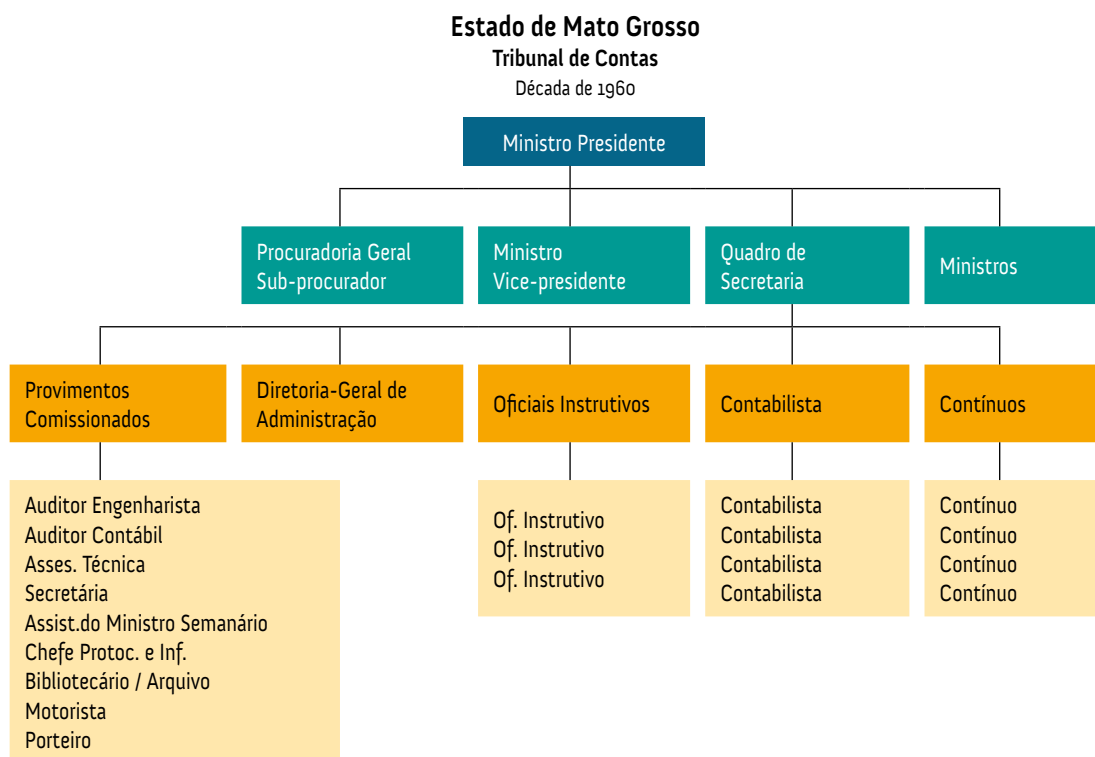 Estado de Mato Grosso
Tribunal de Contas
Década de 1960
Ministro Presidente
Procuradoria Geral
Sub-procurador
Ministro
Vice-presidente
Quadro de
Secretaria
Ministros
Provimentos
Comissionados
Diretoria-Geral de
Administração
Oficiais Instrutivos
Contabilista
Contínuos
Auditor Engenharista
Auditor Contábil
Asses. Técnica
Secretária
Assist.do Ministro Semanário
Chefe Protoc. e Inf.
Bibliotecário / Arquivo
Motorista
Porteiro
Of. Instrutivo
Of. Instrutivo
Of. Instrutivo
Contabilista
Contabilista
Contabilista
Contabilista
Contínuo
Contínuo
Contínuo
Contínuo